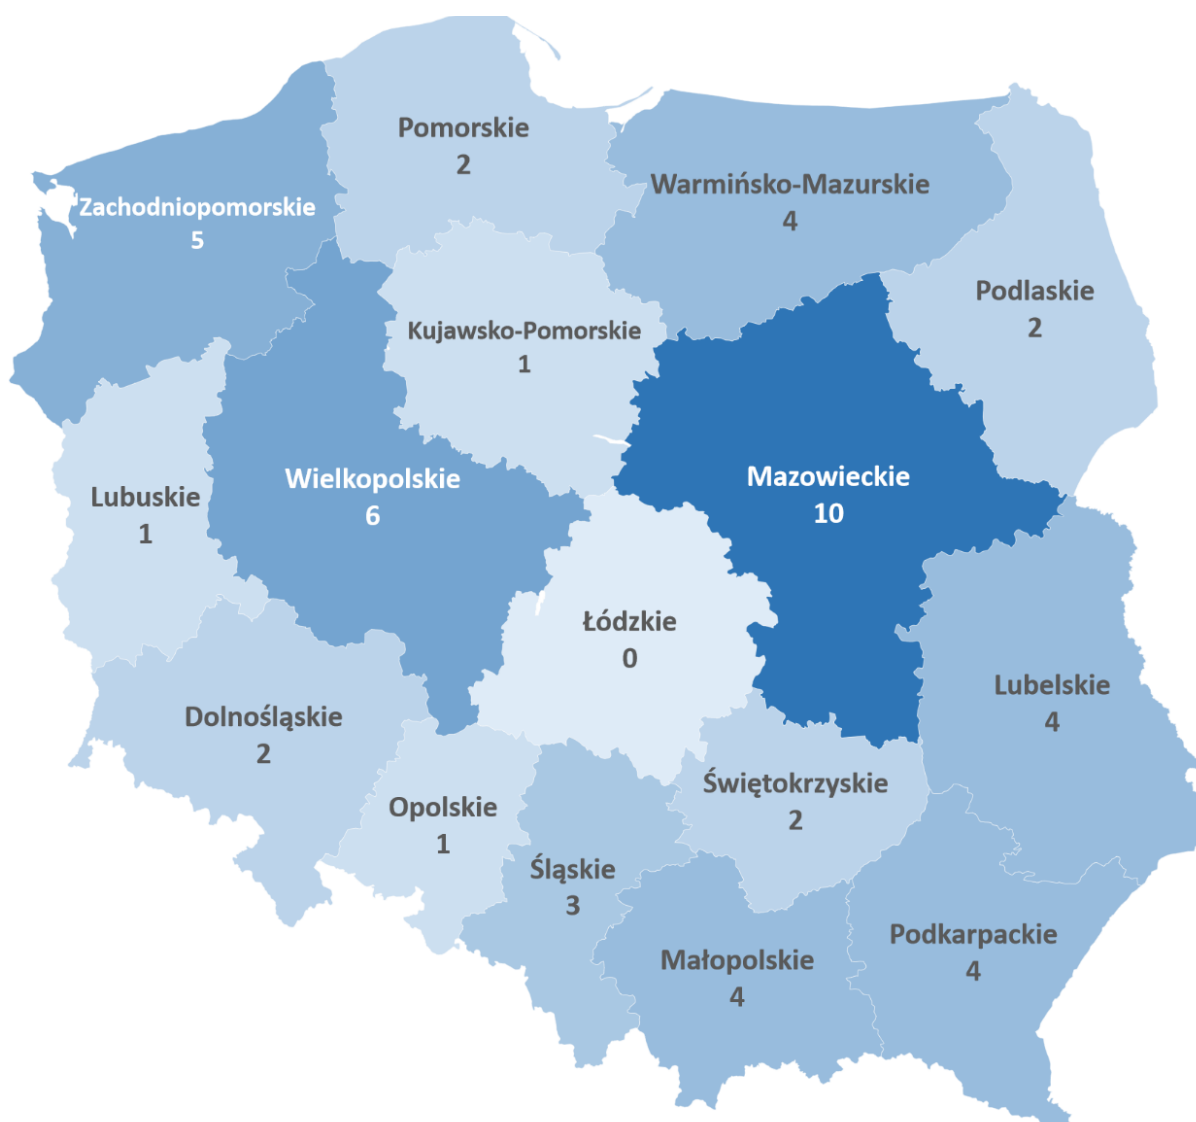 Pomorskie
2
Warmińsko-Mazurskie
4
Zachodniopomorskie
5
Podlaskie
2
Kujawsko-Pomorskie
1
Wielkopolskie
6
Mazowieckie
10
Lubuskie
1
Łódzkie
0
Lubelskie
4
Dolnośląskie
2
Świętokrzyskie
2
Opolskie
1
Śląskie
3
Podkarpackie
4
Małopolskie
4